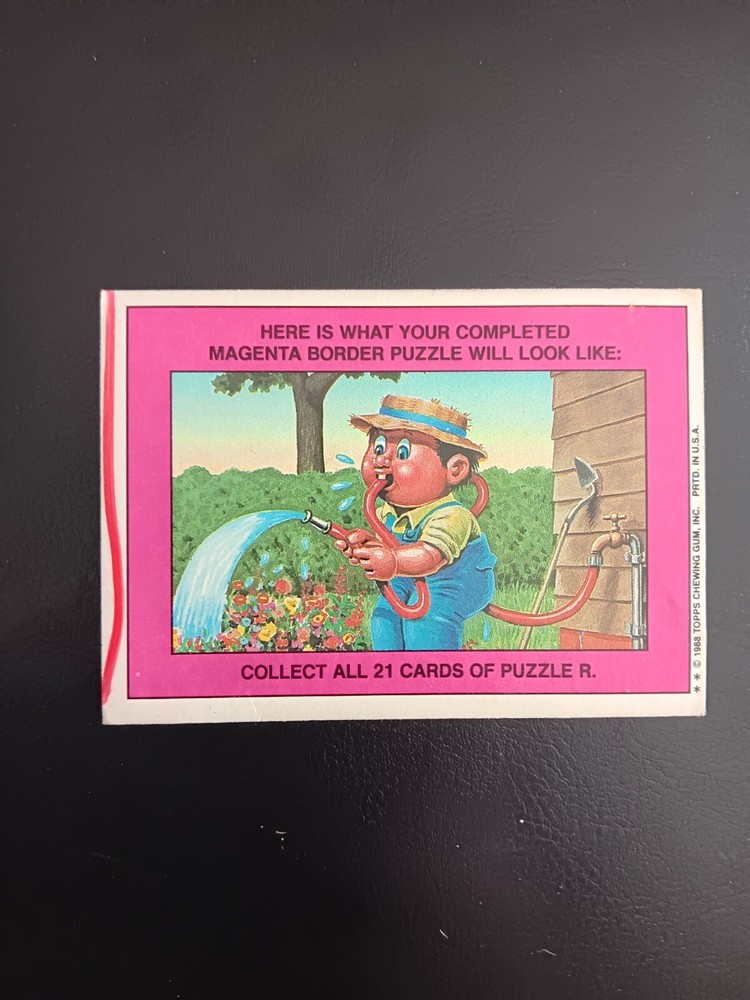 HERE IS WHAT YOUR COMPLETED
MAGENTA BORDER PUZZLE WILL LOOK LIKE:
COLLECT ALL 21 CARDS OF PUZZLE R.
* * © 1988 TOPPS CHEWING GUM, INC. PRTD. IN U.S.A.